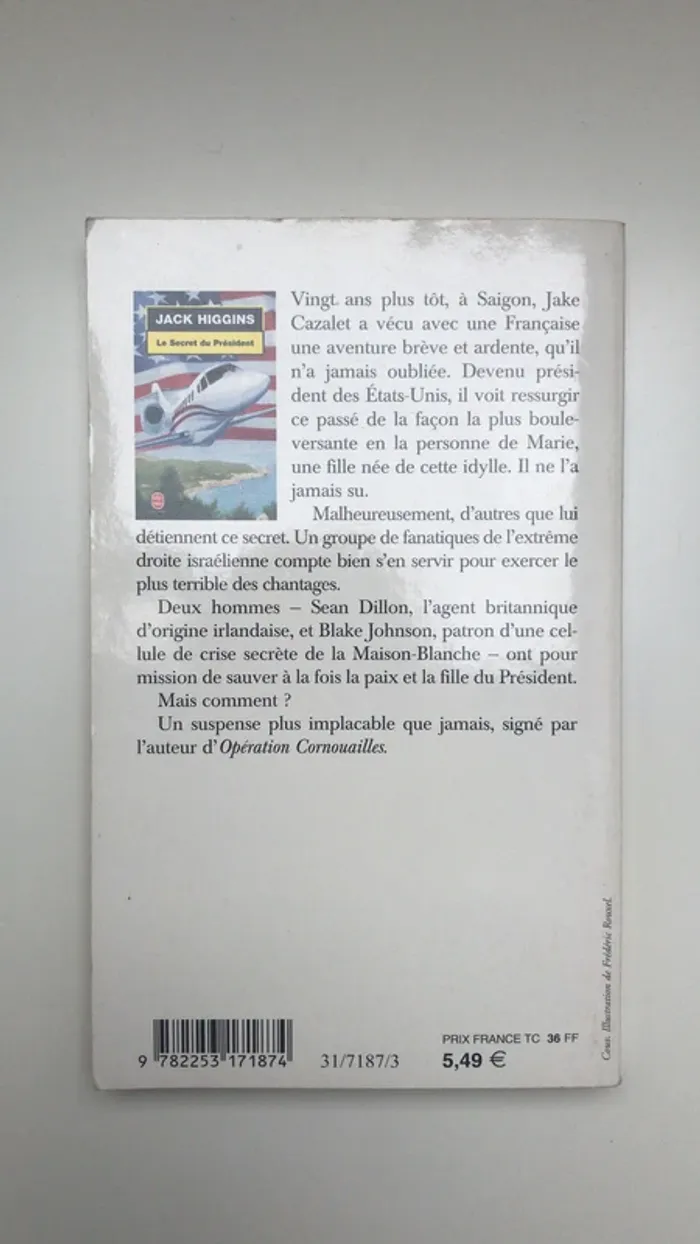 JACK HIGGINS
Le Secret du Président
Vingt ans plus tôt, à Saigon, Jake
Cazalet a vécu avec une Française
une aventure brève et ardente, qu'il
n'a jamais oubliée. Devenu prési-
dent des États-Unis, il voit ressurgir
ce passé de la façon la plus boule-
versante en la personne de Marie,
une fille née de cette idylle. Il ne l'a
jamais su.
Malheureusement, d'autres que lui
détiennent ce secret. Un groupe de fanatiques de l'extrême
droite israélienne compte bien s'en servir pour exercer le
plus terrible des chantages.
Deux hommes – Sean Dillon, l'agent britannique
d'origine irlandaise, et Blake Johnson, patron d'une cel-
lule de crise secrète de la Maison-Blanche – ont pour
mission de sauver à la fois la paix et la fille du Président.
Mais comment ?
Un suspense plus implacable que jamais, signé par
l'auteur d'Opération Cornouailles.
Couv. Illustration de Frédéric Rouxel.
9 782253 171874
31/7187/3
PRIX FRANCE TC 36 FF
5,49 €